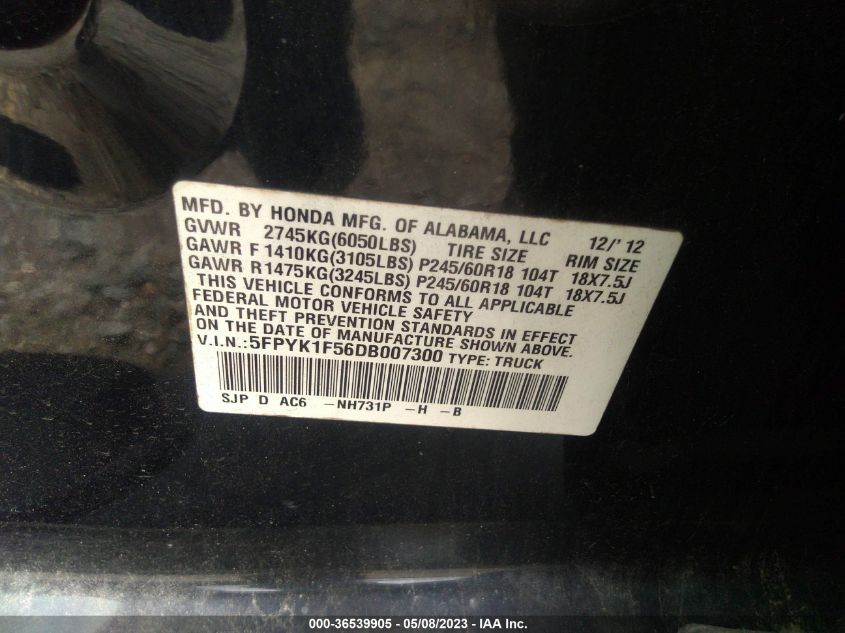 MFD. BY HONDA MFG. OF ALABAMA, LLC 12/'12
GVWR 2745KG(6050LBS) TIRE SIZE RIM SIZE
GAWR F 1410KG(3105LBS) P245/60R18 104T 18X7.5J
GAWR R 1475KG(3245LBS) P245/60R18 104T 18X7.5J
THIS VEHICLE CONFORMS TO ALL APPLICABLE
FEDERAL MOTOR VEHICLE SAFETY
AND THEFT PREVENTION STANDARDS IN EFFECT
ON THE DATE OF MANUFACTURE SHOWN ABOVE.
V.I.N.:5FPYK1F56DB007300 TYPE: TRUCK
SJP D AC6 -NH731P -H -B
000-36539905 - 05/08/2023 - IAA Inc.